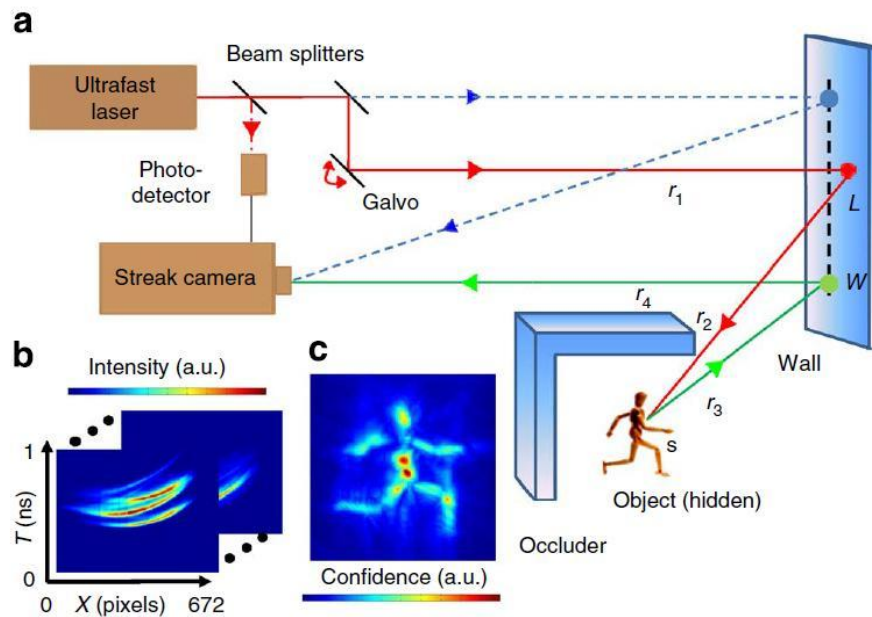 a
Beam splitters
Ultrafast
laser
Photo-
detector
Galvo
r1
L
Streak camera
W
r4
r2
Wall
r3
s
Object (hidden)
Occluder
b
Intensity (a.u.)
1
T (ns)
0
0
X (pixels)
672
c
Confidence (a.u.)